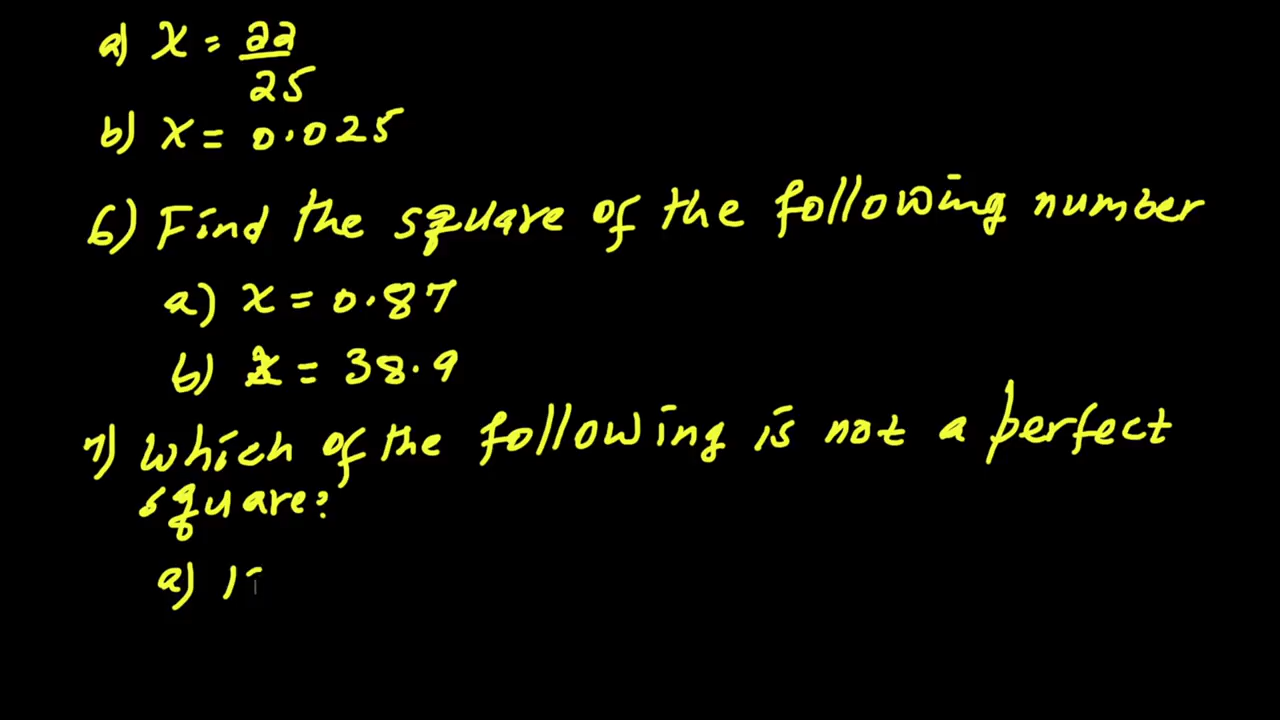 a) x = 22
25
b) x = 0.025
6) Find the square of the following number
a) x = 0.87
b) x = 38.9
7) Which of the following is not a perfect
square?
a) 1